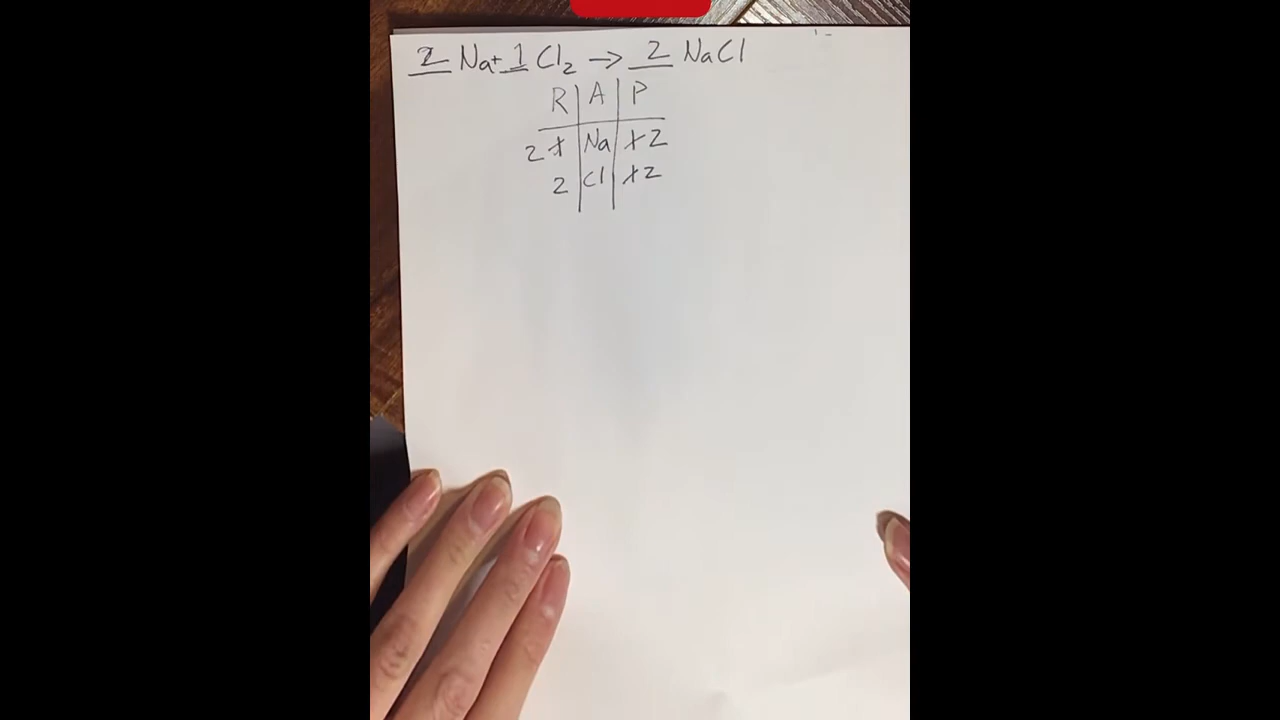 2 Na + 1 Cl₂ → 2 NaCl
R A P
2 1 Na 1 2
2 Cl 1 2